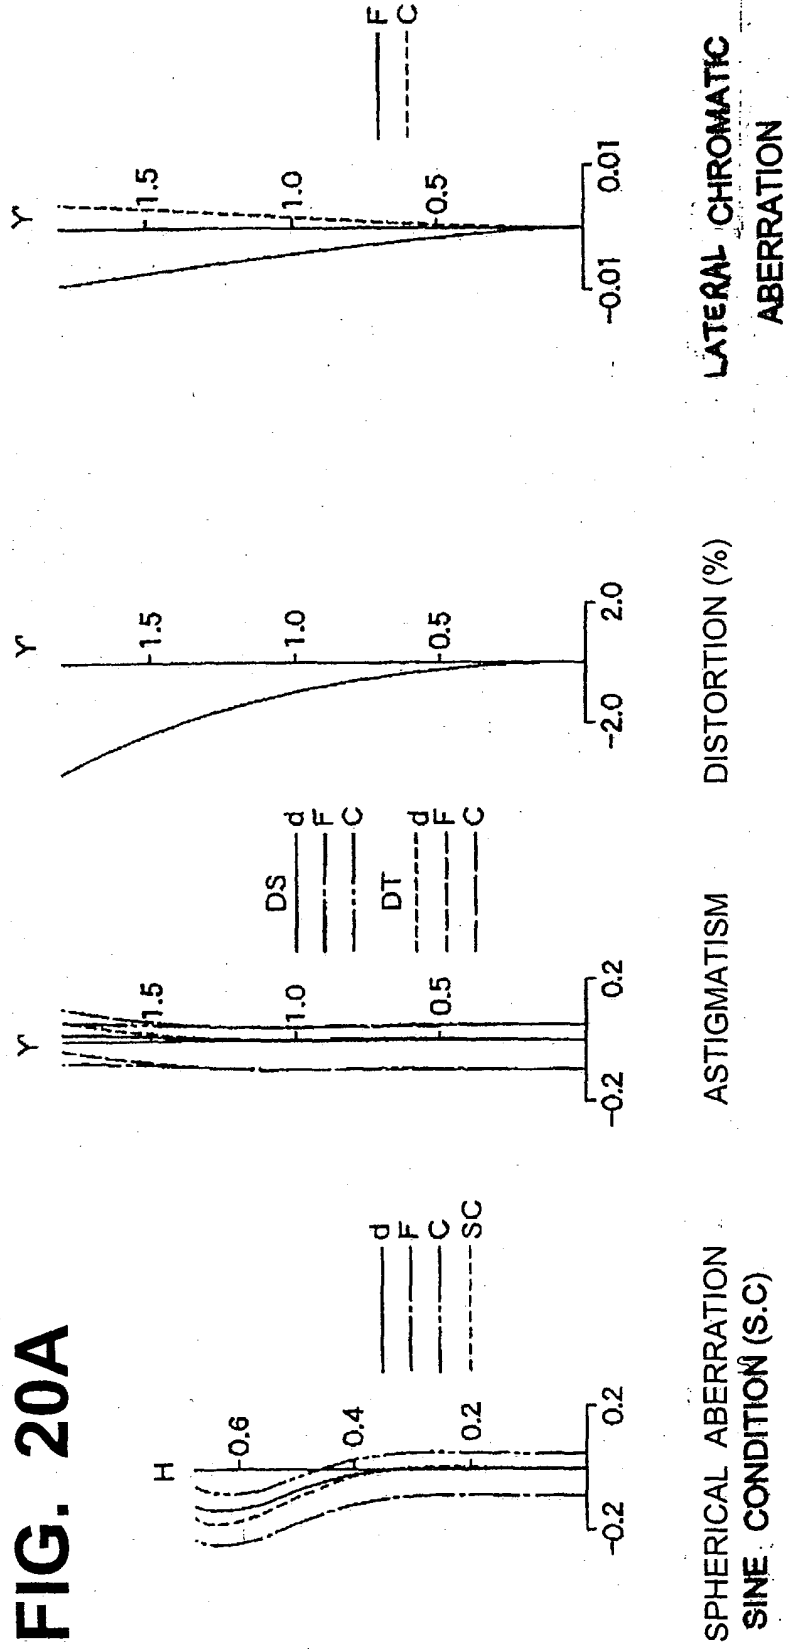 FIG. 20A
H
0.6
0.4
0.2
-0.2
0.2
d
F
C
SC
SPHERICAL ABERRATION
SINE CONDITION (S.C)
Y
1.5
1.0
0.5
-0.2
0.2
DS
d
F
C
DT
d
F
C
ASTIGMATISM
Y
1.5
1.0
0.5
-2.0
2.0
DISTORTION (%)
Y
1.5
1.0
0.5
-0.01
0.01
F
C
LATERAL CHROMATIC
ABERRATION